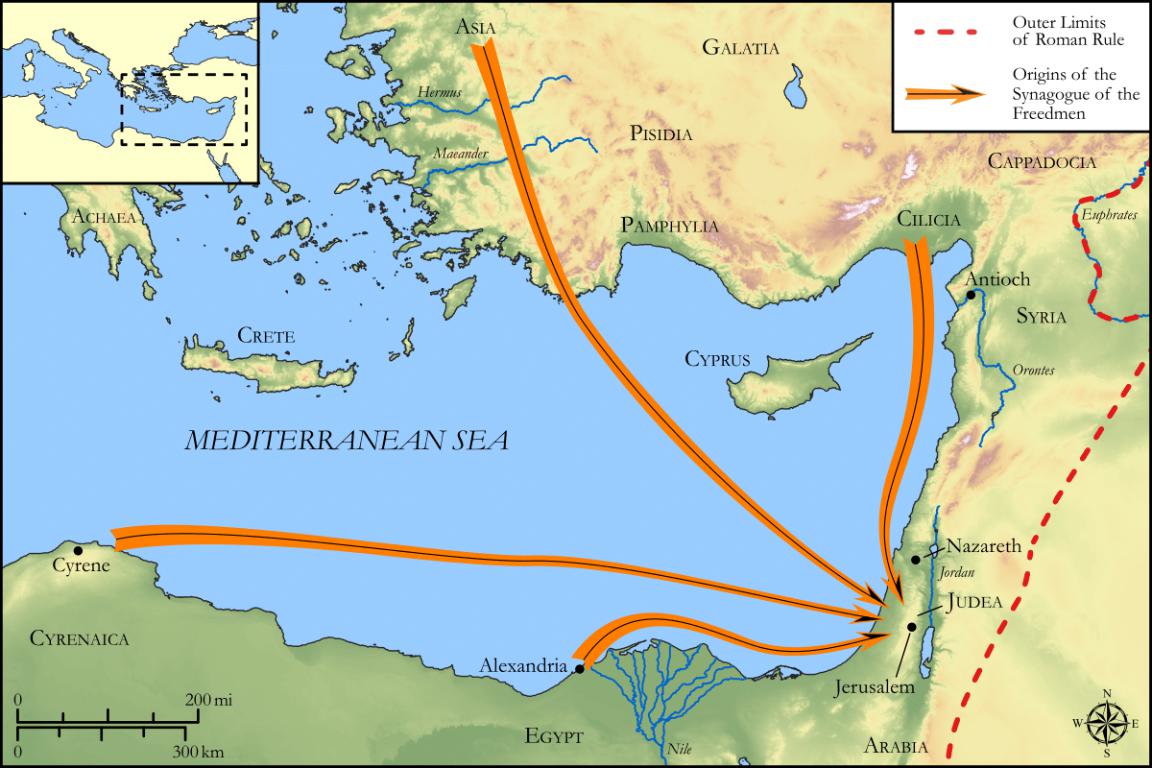 Asia
Galatia
Outer Limits
of Roman Rule
Origins of the
Synagogue of the
Freedmen
Hermus
Pisidia
Maeander
Cappadocia
Achaea
Pamphylia
Cilicia
Euphrates
Antioch
Syria
Crete
Cyprus
Orontes
MEDITERRANEAN SEA
Cyrene
Nazareth
Jordan
Judea
Cyrenaica
Alexandria
Jerusalem
0 200 mi
0 300 km
Egypt
Nile
Arabia
N
W E
S